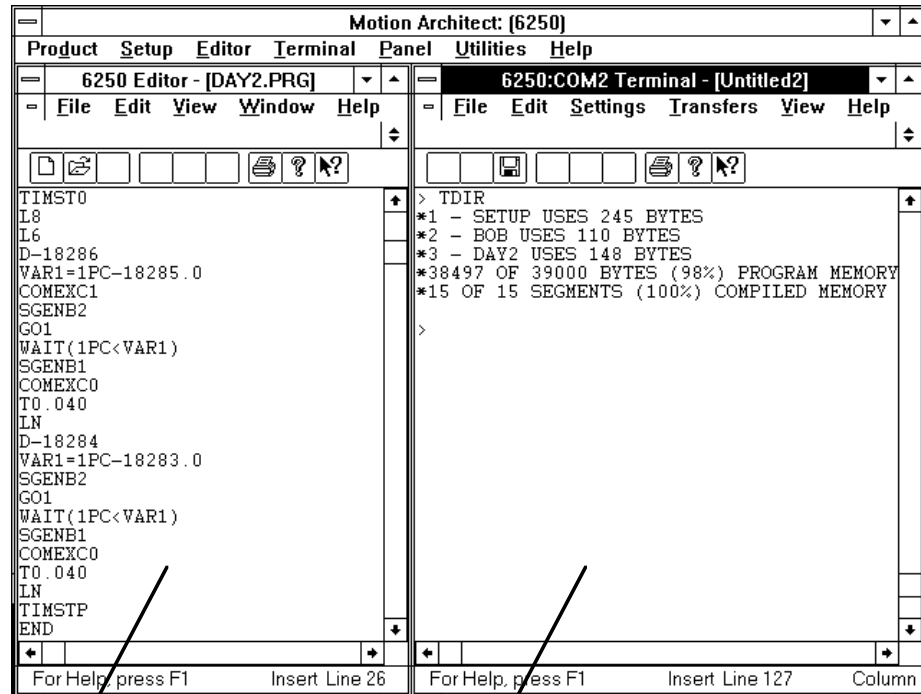 Motion Architect: (6250)
Product Setup Editor Terminal Panel Utilities Help
6250 Editor - [DAY2.PRG]
File Edit View Window Help
TIMST0
L8
L6
D-18286
VAR1=1PC-18285.0
COMEXC1
SGENB2
GO1
WAIT(1PC<VAR1)
SGENB1
COMEXC0
T0.040
LN
D-18284
VAR1=1PC-18283.0
SGENB2
GO1
WAIT(1PC<VAR1)
SGENB1
COMEXC0
T0.040
LN
TIMSTP
END
For Help, press F1 Insert Line 26
6250:COM2 Terminal - [Untitled2]
File Edit Settings Transfers View Help
> TDIR
*1 - SETUP USES 245 BYTES
*2 - BOB USES 110 BYTES
*3 - DAY2 USES 148 BYTES
*38497 OF 39000 BYTES (98%) PROGRAM MEMORY
*15 OF 15 SEGMENTS (100%) COMPILED MEMORY
>
For Help, press F1 Insert Line 127 Column